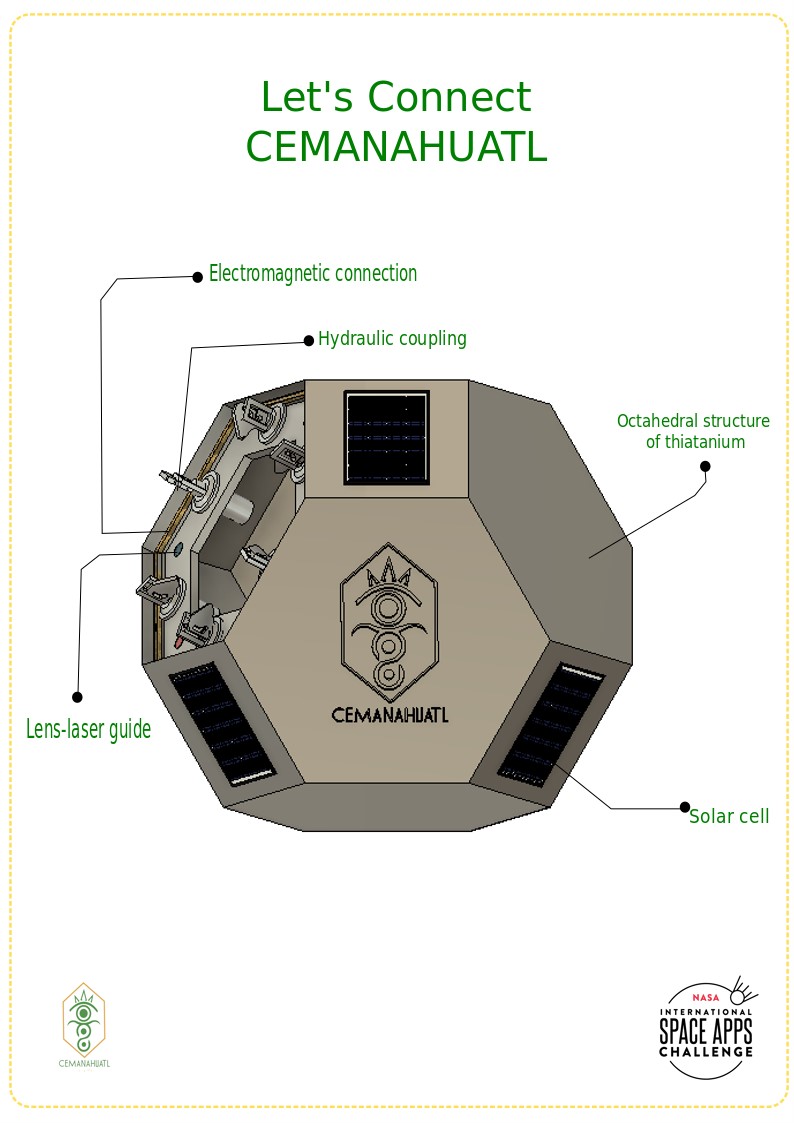 Let's Connect
CEMANAHUATL
Electromagnetic connection
Hydraulic coupling
Octahedral structure
of thiatanium
CEMANAHUATL
Lens-laser guide
Solar cell
CEMANAHUATL
NASA
INTERNATIONAL
SPACE APPS
CHALLENGE